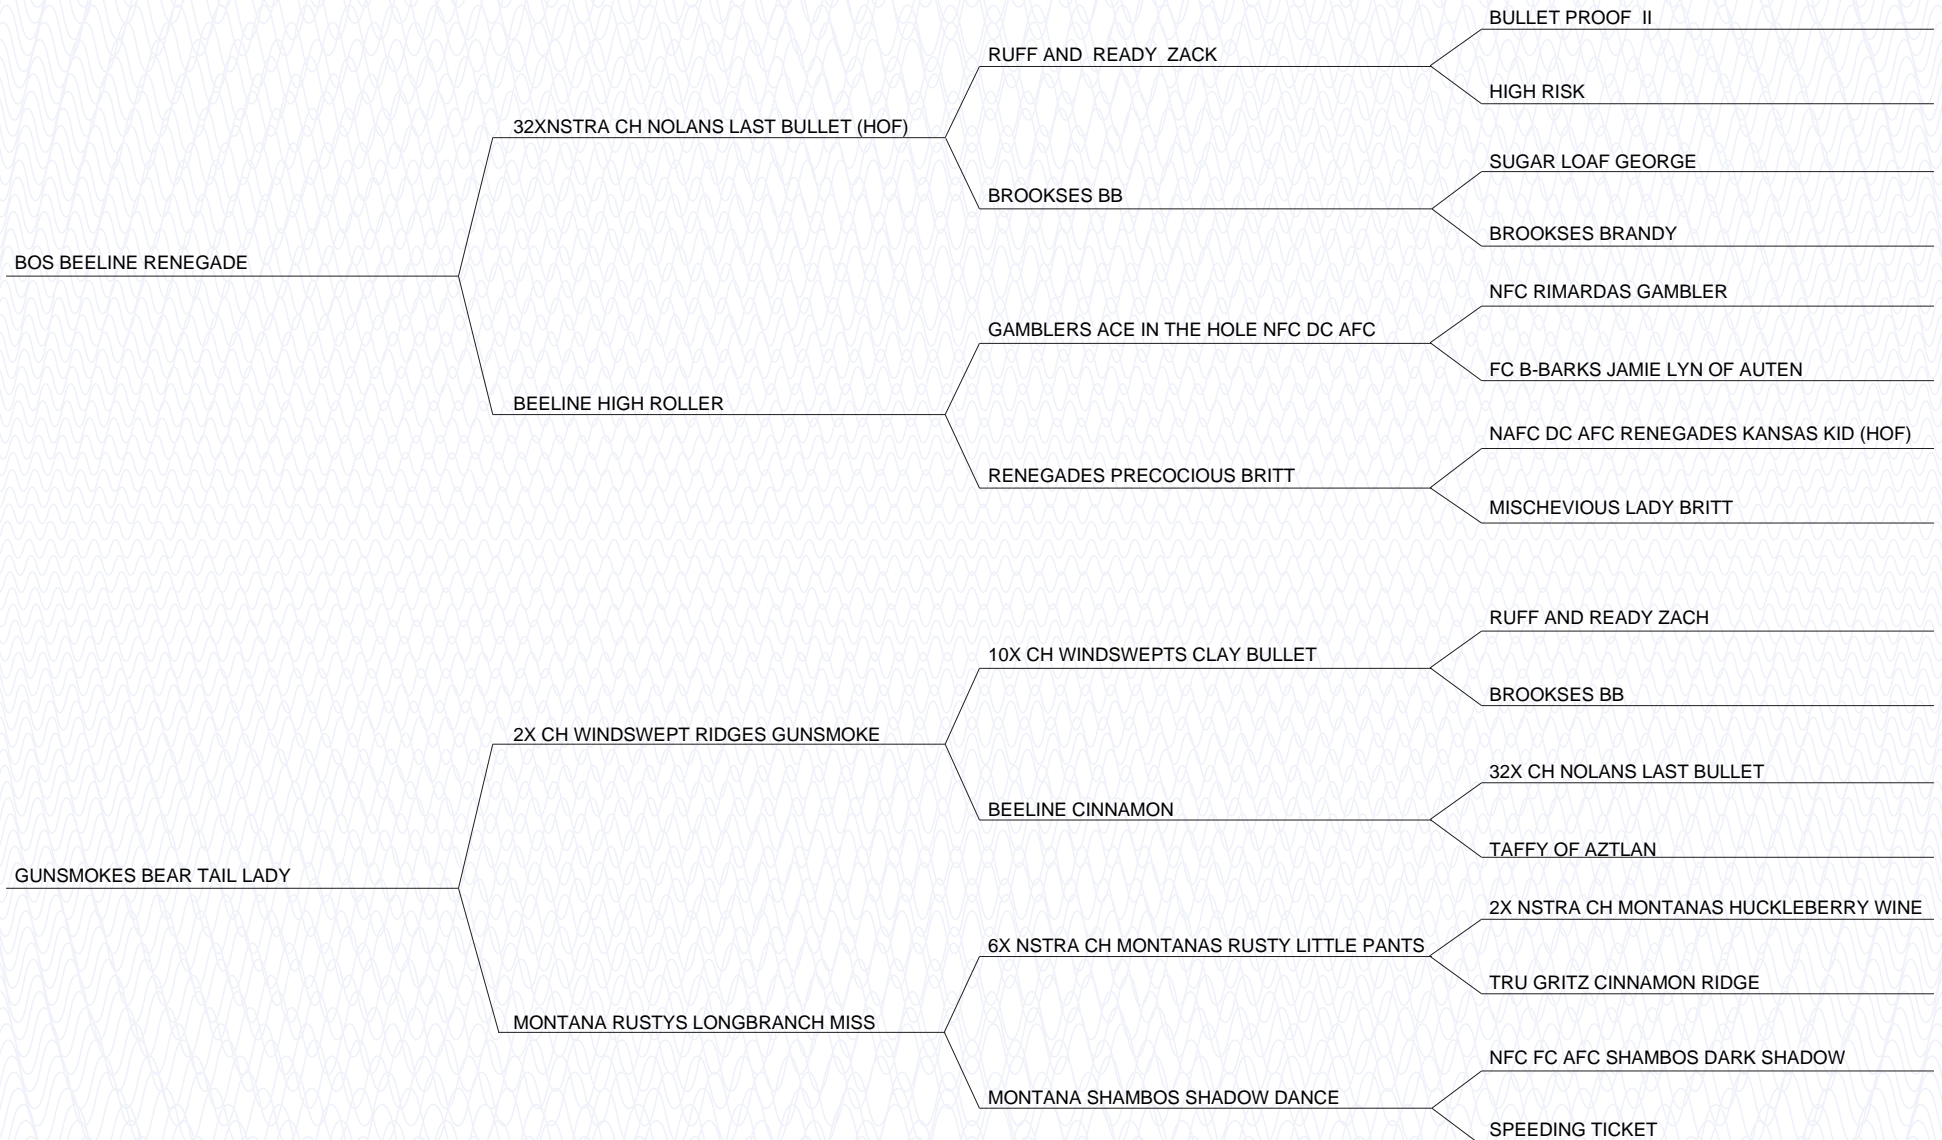 BULLET PROOF  II
RUFF AND  READY  ZACK
HIGH RISK
32XNSTRA CH NOLANS LAST BULLET (HOF)
SUGAR LOAF GEORGE
BROOKSES BB
BROOKSES BRANDY
BOS BEELINE RENEGADE
NFC RIMARDAS GAMBLER
GAMBLERS ACE IN THE HOLE NFC DC AFC
FC B-BARKS JAMIE LYN OF AUTEN
BEELINE HIGH ROLLER
NAFC DC AFC RENEGADES KANSAS KID (HOF)
RENEGADES PRECOCIOUS BRITT
MISCHEVIOUS LADY BRITT
RUFF AND READY ZACH
10X CH WINDSWEPTS CLAY BULLET
BROOKSES BB
2X CH WINDSWEPT RIDGES GUNSMOKE
32X CH NOLANS LAST BULLET
BEELINE CINNAMON
TAFFY OF AZTLAN
GUNSMOKES BEAR TAIL LADY
2X NSTRA CH MONTANAS HUCKLEBERRY WINE
6X NSTRA CH MONTANAS RUSTY LITTLE PANTS
TRU GRITZ CINNAMON RIDGE
MONTANA RUSTYS LONGBRANCH MISS
NFC FC AFC SHAMBOS DARK SHADOW
MONTANA SHAMBOS SHADOW DANCE
SPEEDING TICKET